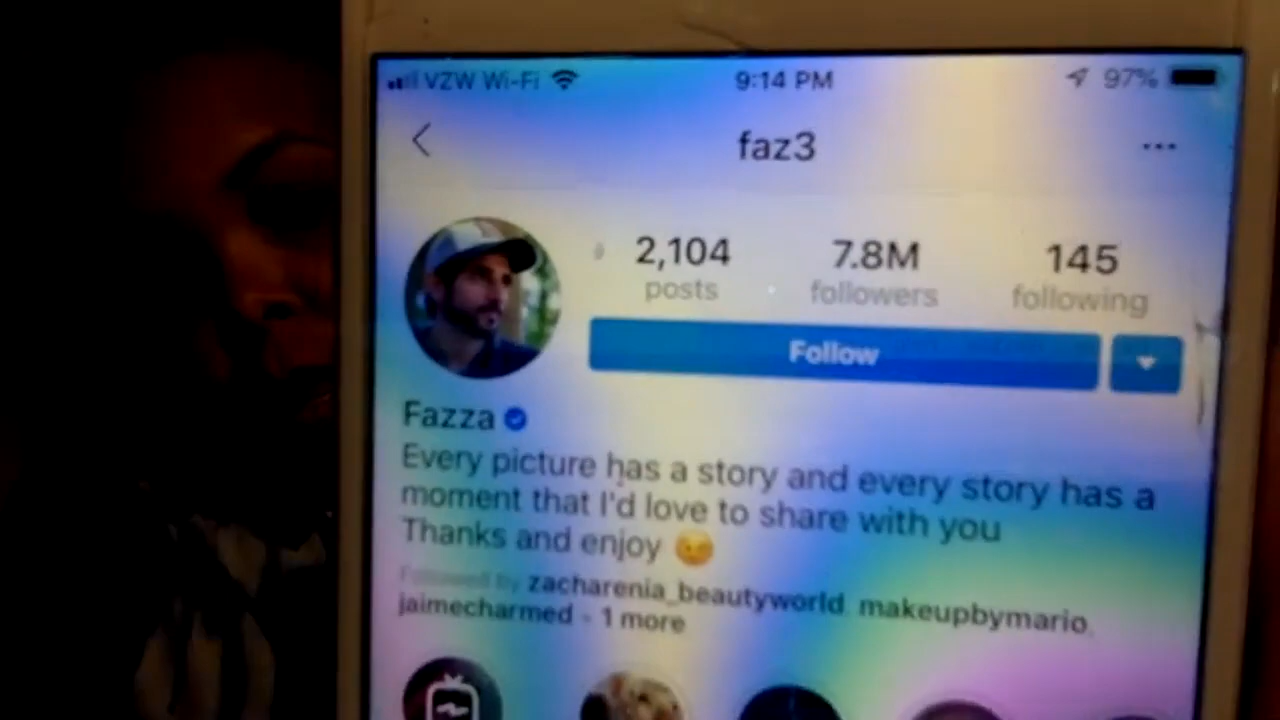 VZW Wi-Fi 9:14 PM 97%
faz3
2,104 7.8M 145
posts followers following
Follow
Fazza
Every picture has a story and every story has a
moment that I'd love to share with you
Thanks and enjoy 😉
Followed by zacharenia_beautyworld, makeupbymario,
jaimecharmed + 1 more